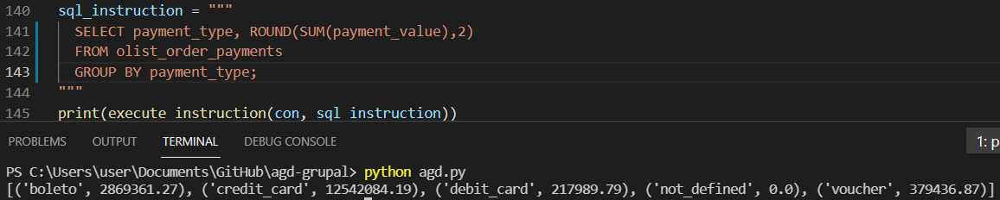 140 sql_instruction = """
141 SELECT payment_type, ROUND(SUM(payment_value),2)
142 FROM olist_order_payments
143 GROUP BY payment_type;
144 """
145 print(execute_instruction(con, sql_instruction))
PROBLEMS OUTPUT TERMINAL DEBUG CONSOLE 1: p
PS C:\Users\user\Documents\GitHub\agd-grupal> python agd.py
[('boleto', 2869361.27), ('credit_card', 12542084.19), ('debit_card', 217989.79), ('not_defined', 0.0), ('voucher', 379436.87)]